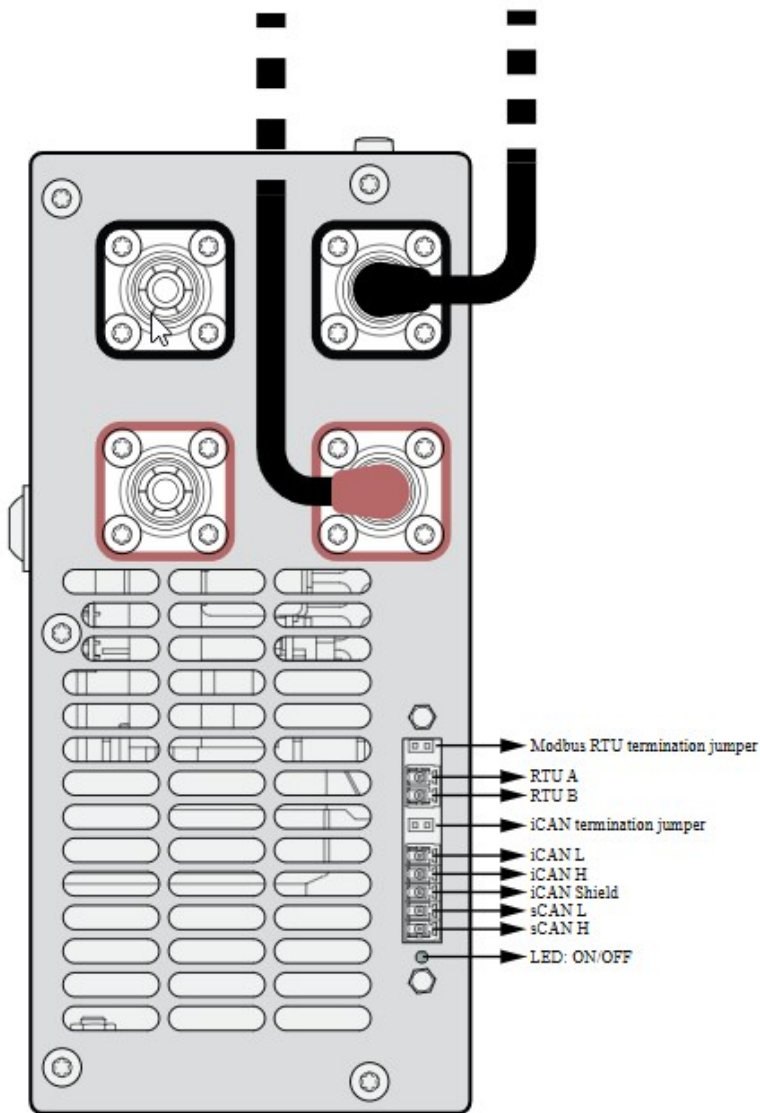 Modbus RTU termination jumper
RTU A
RTU B
iCAN termination jumper
iCAN L
iCAN H
iCAN Shield
sCAN L
sCAN H
LED: ON/OFF